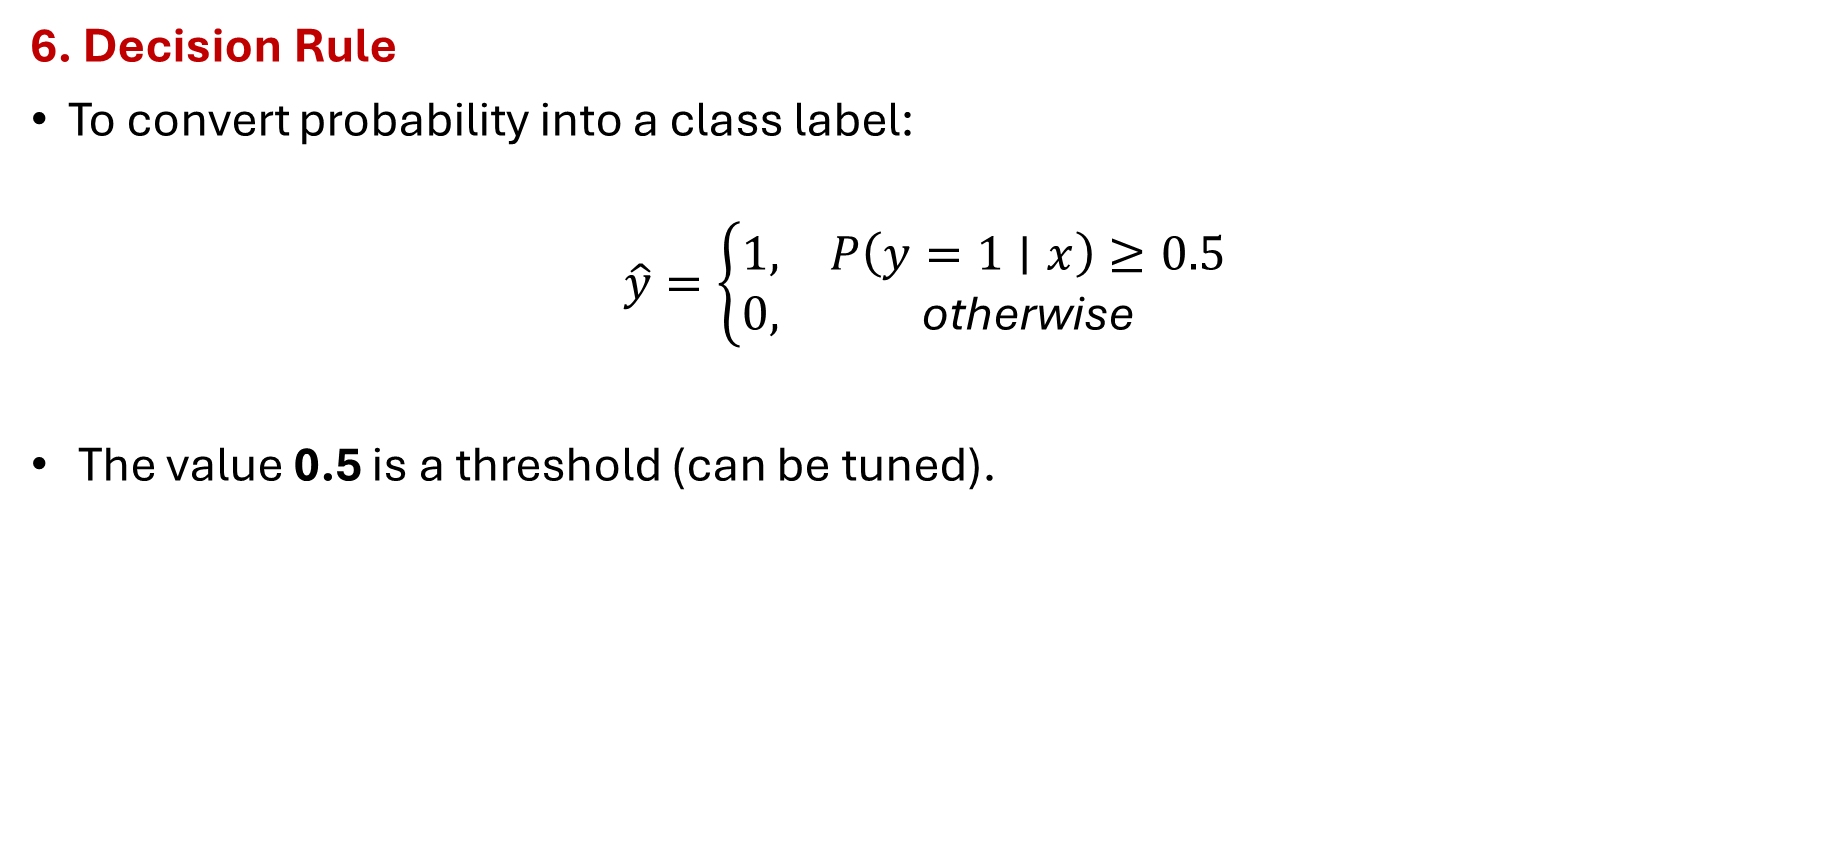 6. Decision Rule
• To convert probability into a class label:
ŷ = { 1, P(y = 1 | x) ≥ 0.5
0, otherwise
• The value 0.5 is a threshold (can be tuned).